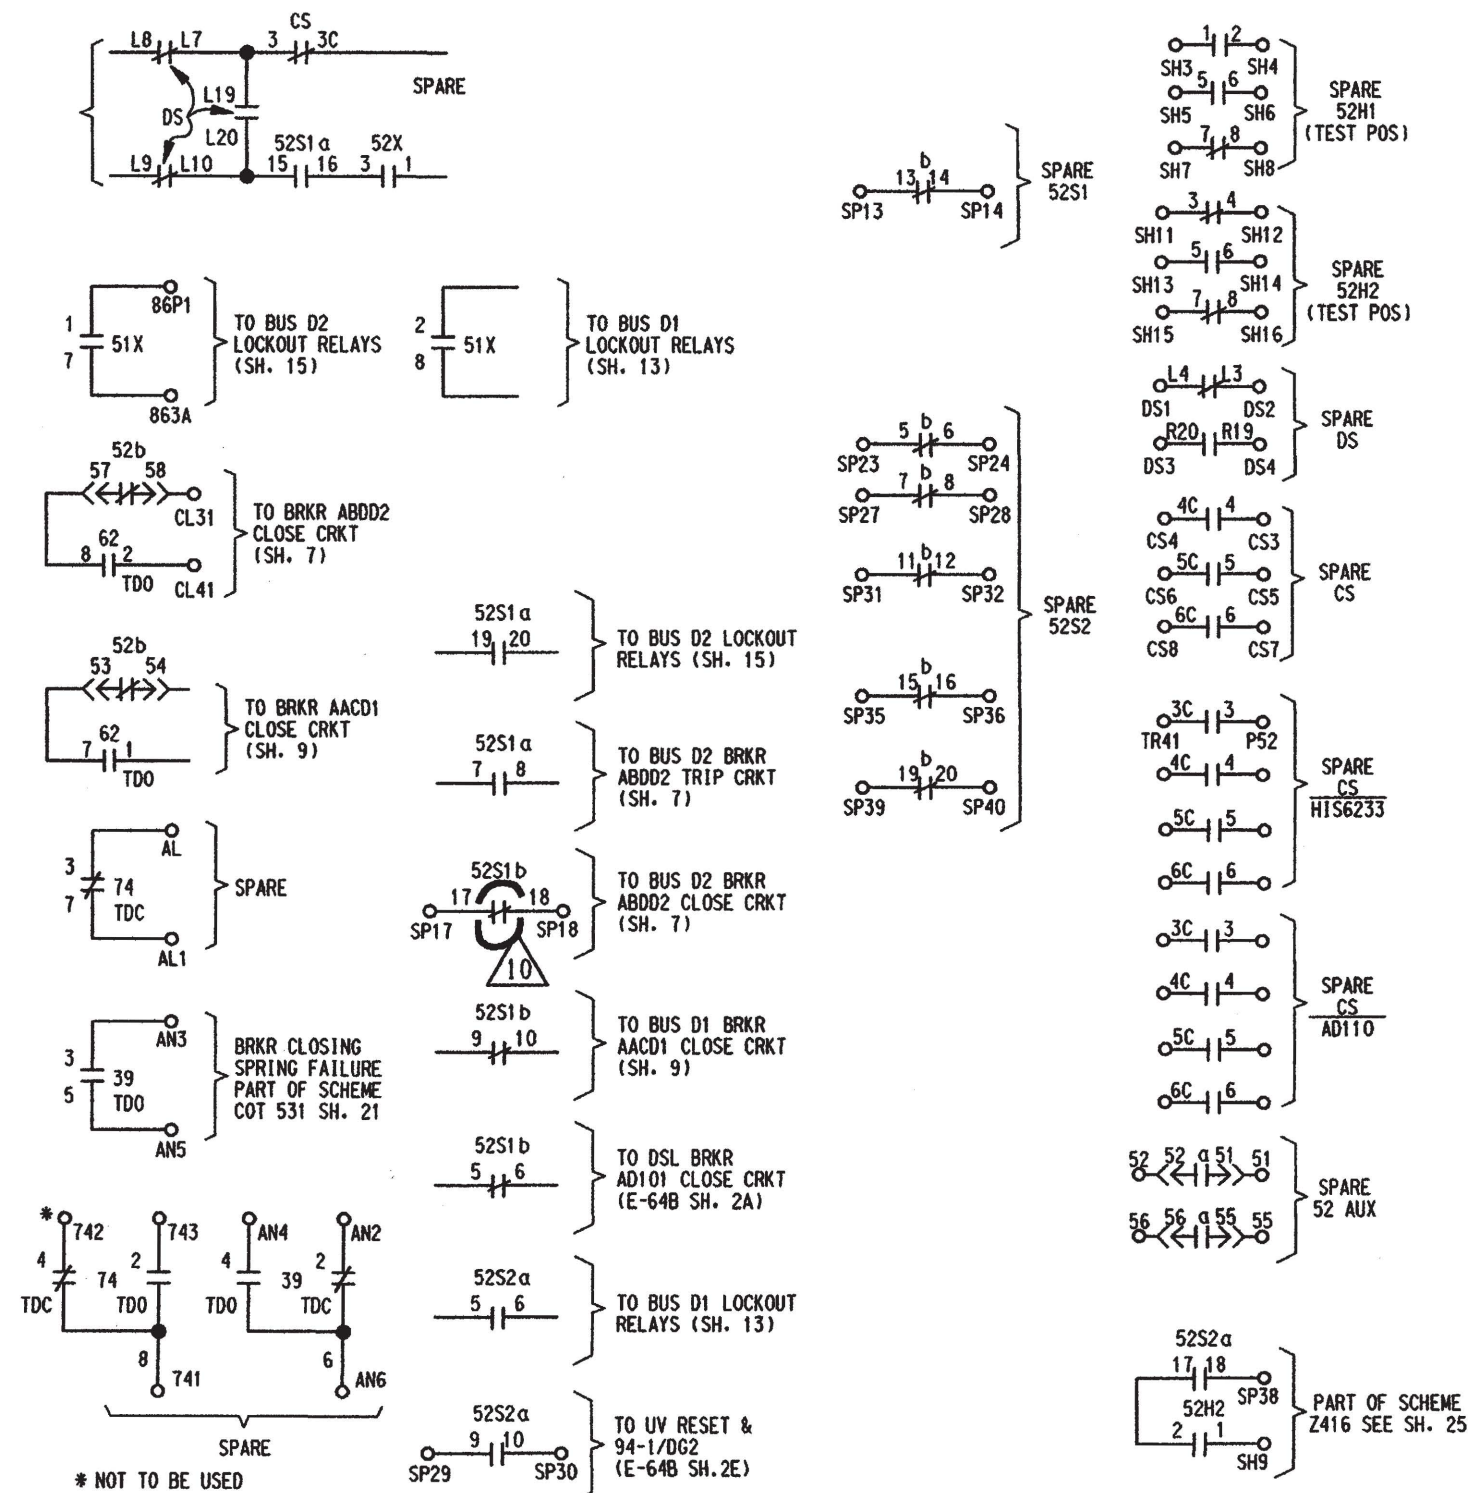 CS
L8 L7 3 3C
SPARE
L19
DS
L20
52S1a 52X
L9 L10 15 16 3 1
86P1
1
51X
7
863A
TO BUS D2
LOCKOUT RELAYS
(SH. 15)
2
51X
8
TO BUS D1
LOCKOUT RELAYS
(SH. 13)
52b
57 58
CL31
62
8 2
TDO CL41
TO BRKR ABDD2
CLOSE CRKT
(SH. 7)
52b
53 54
62
7 1
TDO
TO BRKR AACD1
CLOSE CRKT
(SH. 9)
AL
3
74
7 TDC
AL1
SPARE
AN3
3
39
5 TDO
AN5
BRKR CLOSING
SPRING FAILURE
PART OF SCHEME
COT 531 SH. 21
* 742 743 AN4 AN2
4 2 4 2
74 39
TDC TDO TDO TDC
8 6
741 AN6
SPARE
* NOT TO BE USED
52S1a
19 20
TO BUS D2 LOCKOUT
RELAYS (SH. 15)
52S1a
7 8
TO BUS D2 BRKR
ABDD2 TRIP CRKT
(SH. 7)
52S1b
17 18
SP17 SP18
10
TO BUS D2 BRKR
ABDD2 CLOSE CRKT
(SH. 7)
52S1b
9 10
TO BUS D1 BRKR
AACD1 CLOSE CRKT
(SH. 9)
52S1b
5 6
TO DSL BRKR
AD101 CLOSE CRKT
(E-64B SH. 2A)
52S2a
5 6
TO BUS D1 LOCKOUT
RELAYS (SH. 13)
52S2a
9 10
SP29 SP30
TO UV RESET &
94-1/DG2
(E-64B SH.2E)
b
13 14
SP13 SP14
SPARE
52S1
b
5 6
SP23 SP24
b
7 8
SP27 SP28
b
11 12
SP31 SP32
b
15 16
SP35 SP36
b
19 20
SP39 SP40
SPARE
52S2
1 2
SH3 SH4
5 6
SH5 SH6
7 8
SH7 SH8
SPARE
52H1
(TEST POS)
3 4
SH11 SH12
5 6
SH13 SH14
7 8
SH15 SH16
SPARE
52H2
(TEST POS)
L4 L3
DS1 DS2
R20 R19
DS3 DS4
SPARE
DS
4C 4
CS4 CS3
5C 5
CS6 CS5
6C 6
CS8 CS7
SPARE
CS
3C 3
TR41 P52
4C 4
5C 5
6C 6
SPARE
CS
HIS6233
3C 3
4C 4
5C 5
6C 6
SPARE
CS
AD110
52 52 a 51 51
56 56 a 55 55
SPARE
52 AUX
52S2a
17 18
SP38
52H2
2 1
SH9
PART OF SCHEME
Z416 SEE SH. 25